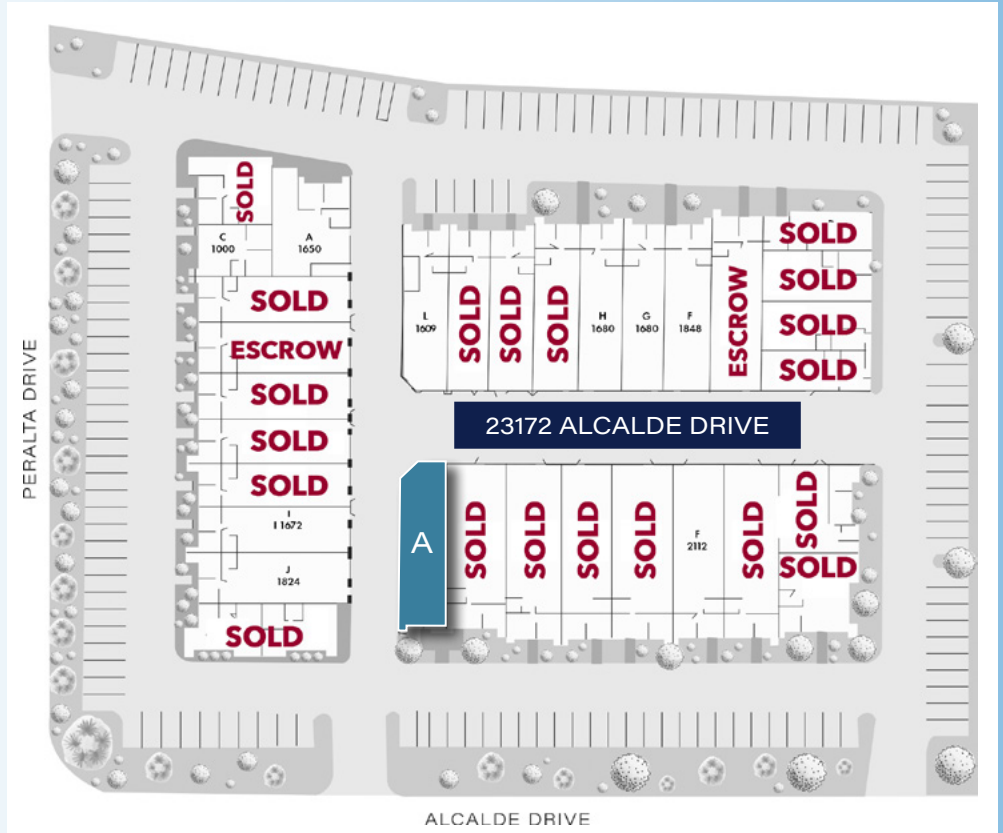 SOLD
C
1000
A
1650
SOLD
ESCROW
SOLD
SOLD
SOLD
I
I 1672
J
1824
SOLD
L
1609
SOLD
SOLD
SOLD
H
1680
G
1680
F
1848
ESCROW
SOLD
SOLD
SOLD
SOLD
23172 ALCALDE DRIVE
A
SOLD
SOLD
SOLD
SOLD
F
2112
SOLD
SOLD
SOLD
PERALTA DRIVE
ALCALDE DRIVE